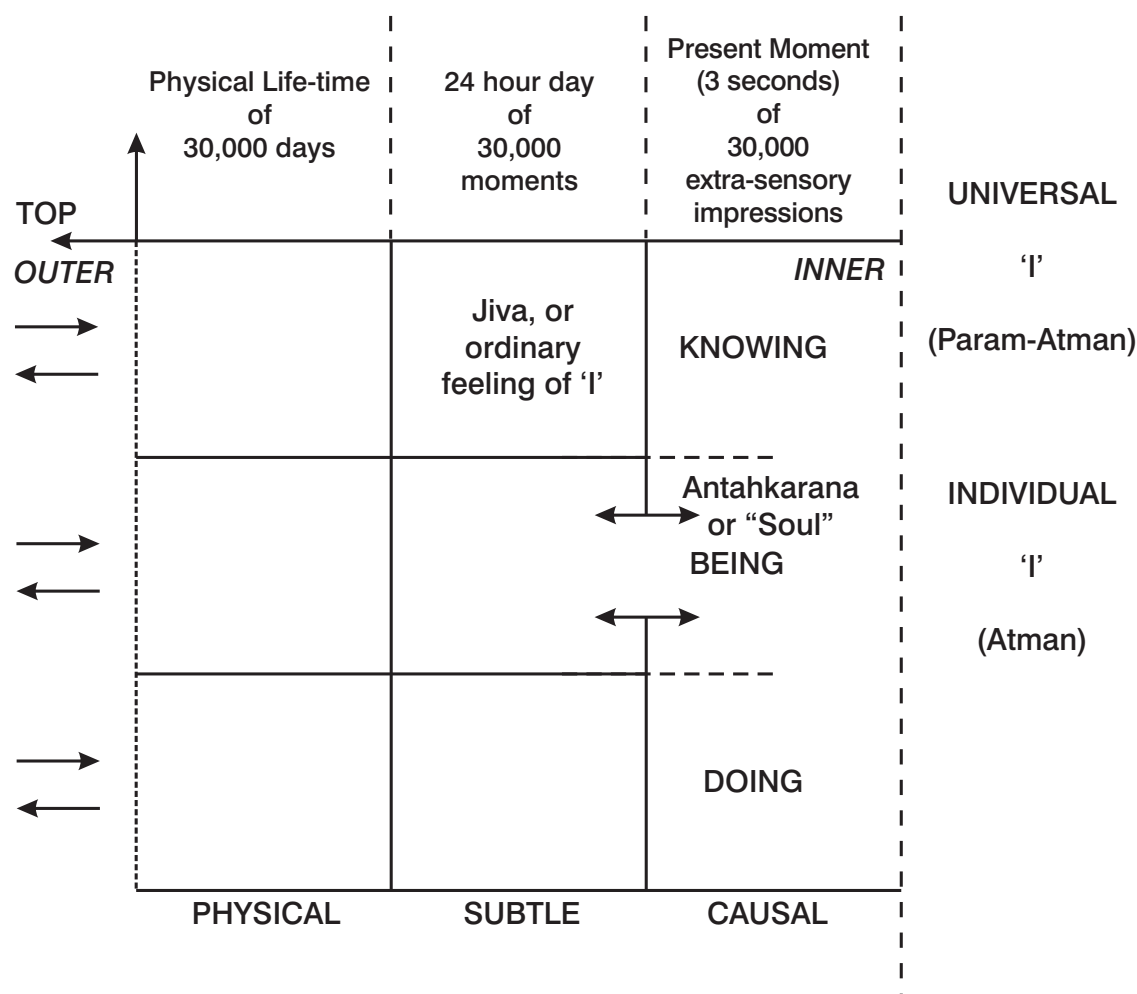 Physical Life-time
of
30,000 days
24 hour day
of
30,000
moments
Present Moment
(3 seconds)
of
30,000
extra-sensory
impressions
TOP
OUTER
INNER
UNIVERSAL
‘I’
(Param-Atman)
Jiva, or
ordinary
feeling of ‘I’
KNOWING
Antahkarana
or “Soul”
BEING
INDIVIDUAL
‘I’
(Atman)
DOING
PHYSICAL
SUBTLE
CAUSAL